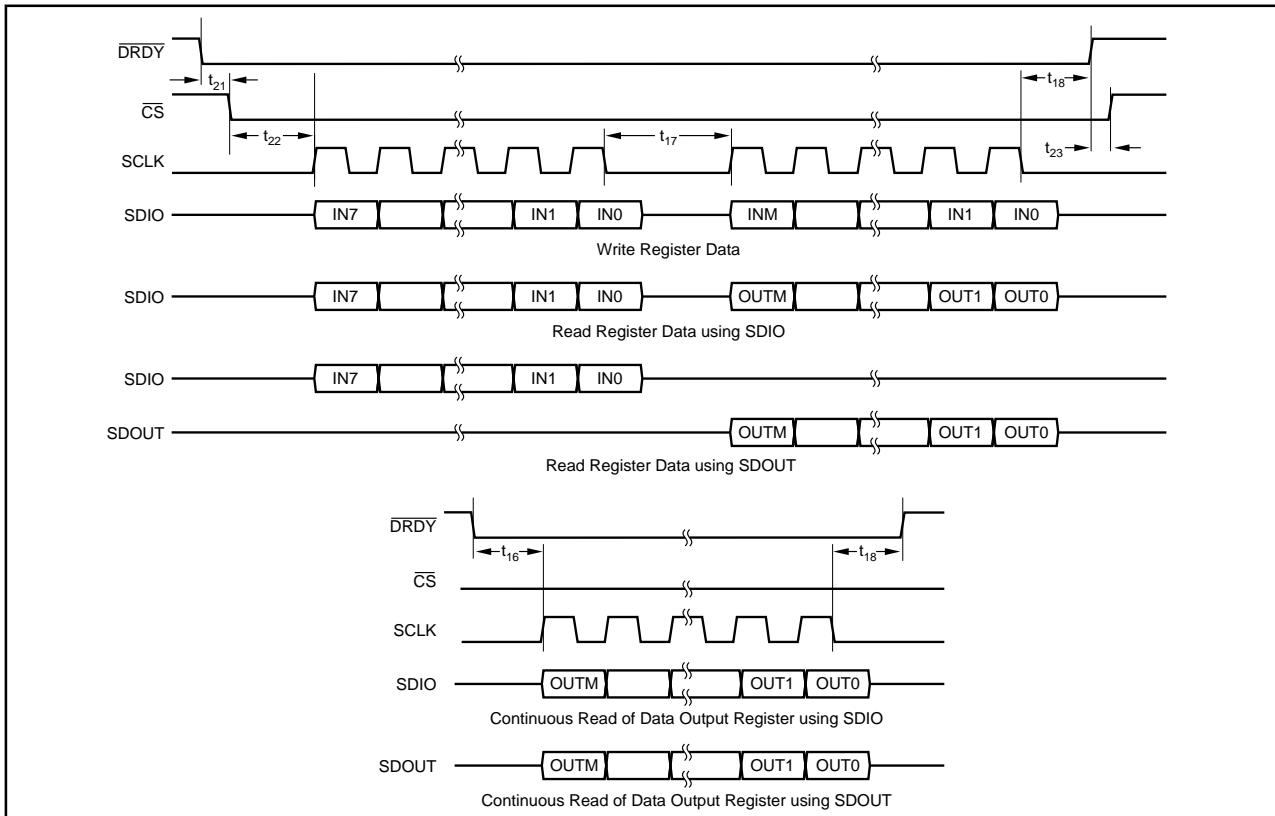 DRDY
t21
t18
CS
t22
t17
SCLK
t23
SDIO IN7 IN1 IN0 INM IN1 IN0
Write Register Data
SDIO IN7 IN1 IN0 OUTM OUT1 OUT0
Read Register Data using SDIO
SDIO IN7 IN1 IN0
SDOUT OUTM OUT1 OUT0
Read Register Data using SDOUT
DRDY
t16 t18
CS
SCLK
SDIO OUTM OUT1 OUT0
Continuous Read of Data Output Register using SDIO
SDOUT OUTM OUT1 OUT0
Continuous Read of Data Output Register using SDOUT